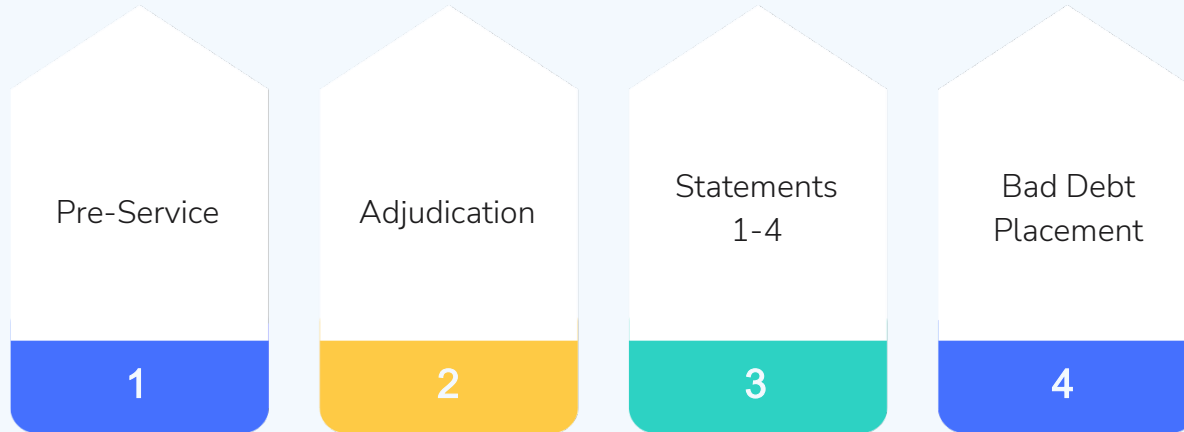 Pre-Service
Adjudication
Statements
1-4
Bad Debt
Placement
1
2
3
4